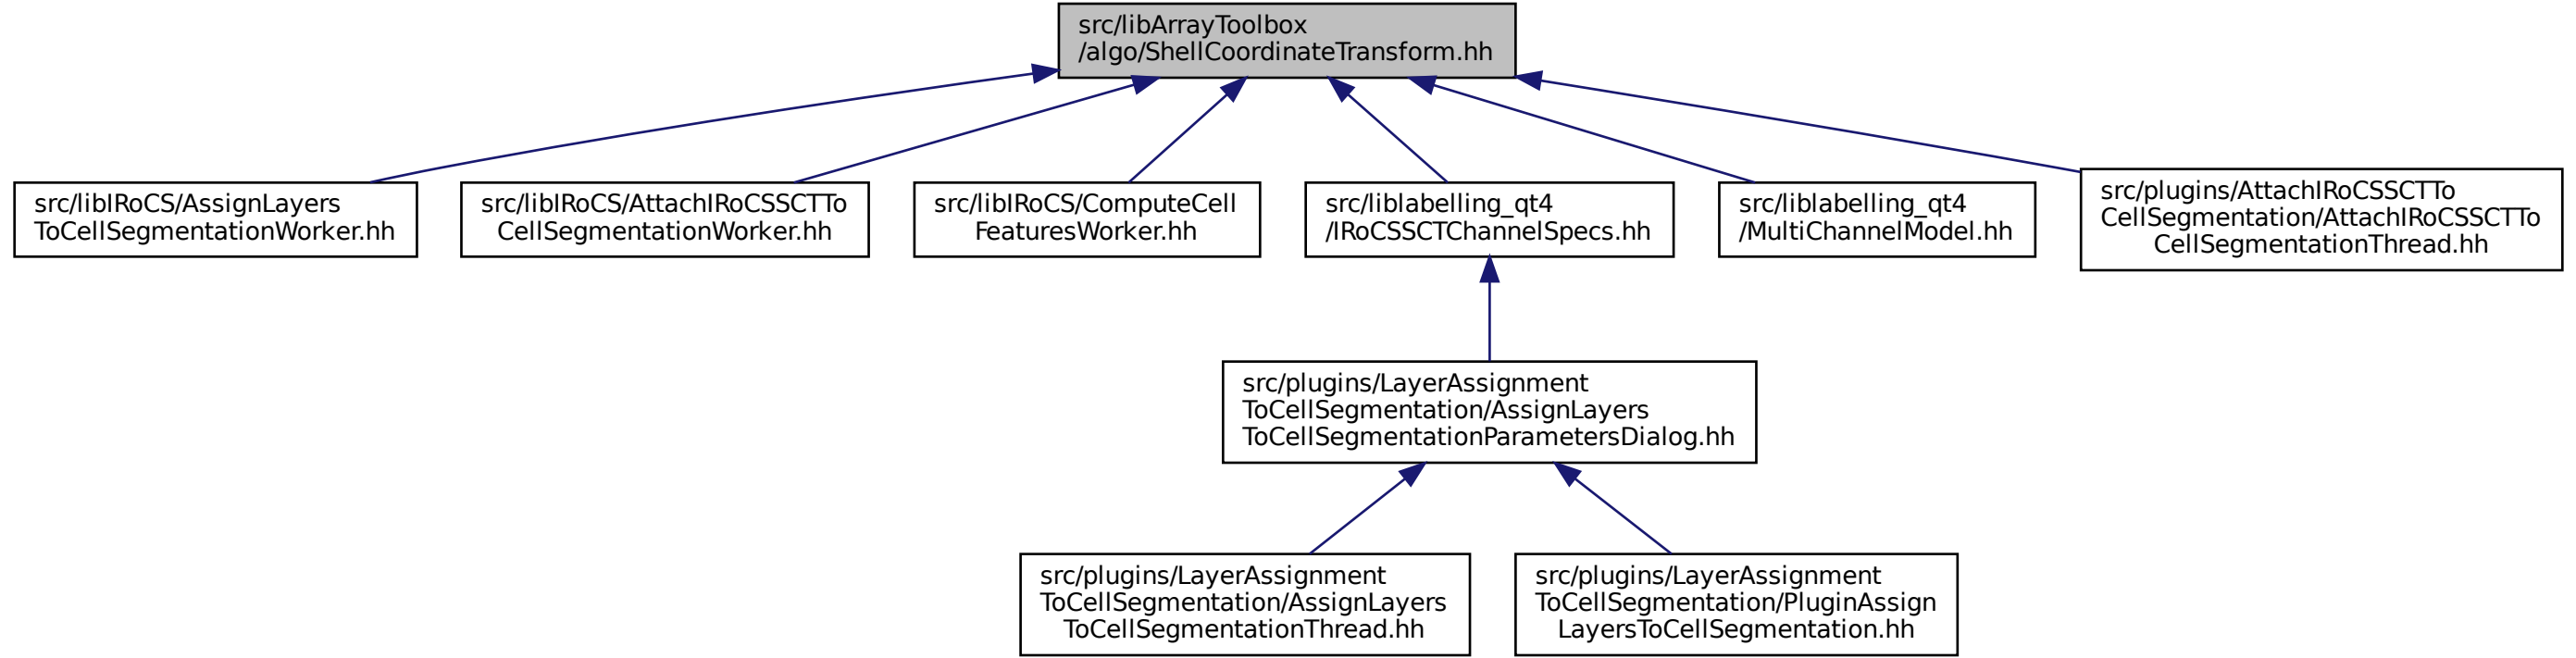 src/libArrayToolbox
/algo/ShellCoordinateTransform.hh
src/libIRoCS/AssignLayers
ToCellSegmentationWorker.hh
src/libIRoCS/AttachIRoCSSCTTo
CellSegmentationWorker.hh
src/libIRoCS/ComputeCell
FeaturesWorker.hh
src/liblabelling_qt4
/IRoCSSCTChannelSpecs.hh
src/liblabelling_qt4
/MultiChannelModel.hh
src/plugins/AttachIRoCSSCTTo
CellSegmentation/AttachIRoCSSCTTo
CellSegmentationThread.hh
src/plugins/LayerAssignment
ToCellSegmentation/AssignLayers
ToCellSegmentationParametersDialog.hh
src/plugins/LayerAssignment
ToCellSegmentation/AssignLayers
ToCellSegmentationThread.hh
src/plugins/LayerAssignment
ToCellSegmentation/PluginAssign
LayersToCellSegmentation.hh